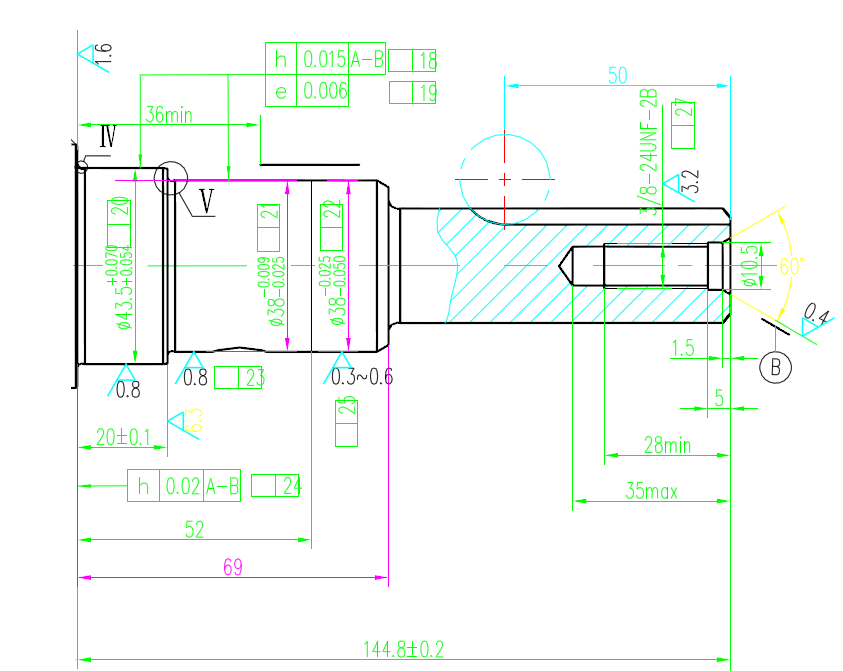 1.6
h 0.015 A-B 18
e 0.006 19
50
36min
Ⅳ
3/8-24UNF-2B
27
3.2
V
20
21
22
ø43.5 +0.070 +0.054
ø38 -0.009 -0.025
ø38 -0.025 -0.050
ø10.5
60°
0.4
1.5
B
0.8
0.8
23
0.3~0.6
5
6.3
25
20±0.1
28min
h 0.02 A-B 24
35max
52
69
144.8±0.2